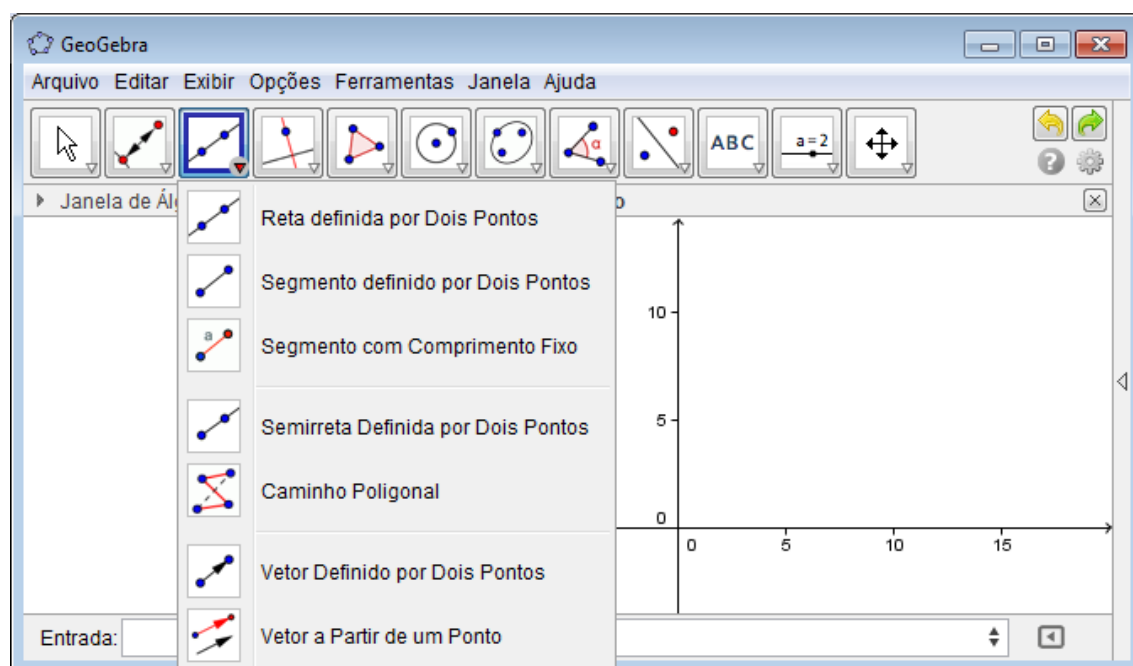 GeoGebra
Arquivo Editar Exibir Opções Ferramentas Janela Ajuda
ABC
a=2
α
Janela de Ál
Reta definida por Dois Pontos
Segmento definido por Dois Pontos
a
Segmento com Comprimento Fixo
Semirreta Definida por Dois Pontos
Caminho Poligonal
Vetor Definido por Dois Pontos
Vetor a Partir de um Ponto
10
5
0
0 5 10 15
Entrada: